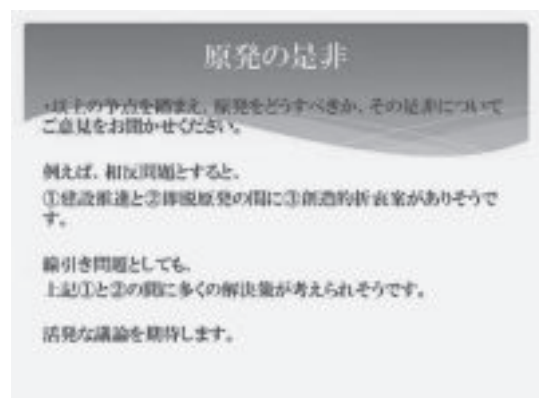 原発の是非
・以上の争点を踏まえ、原発をどうすべきか、その是非について
ご意見をお聞かせください。
例えば、相反問題とすると、
①建設推進と②即脱原発の間に③創造的折衷案がありそうで
す。
線引き問題としても、
上記①と②の間に多くの解決策が考えられそうです。
活発な議論を期待します。